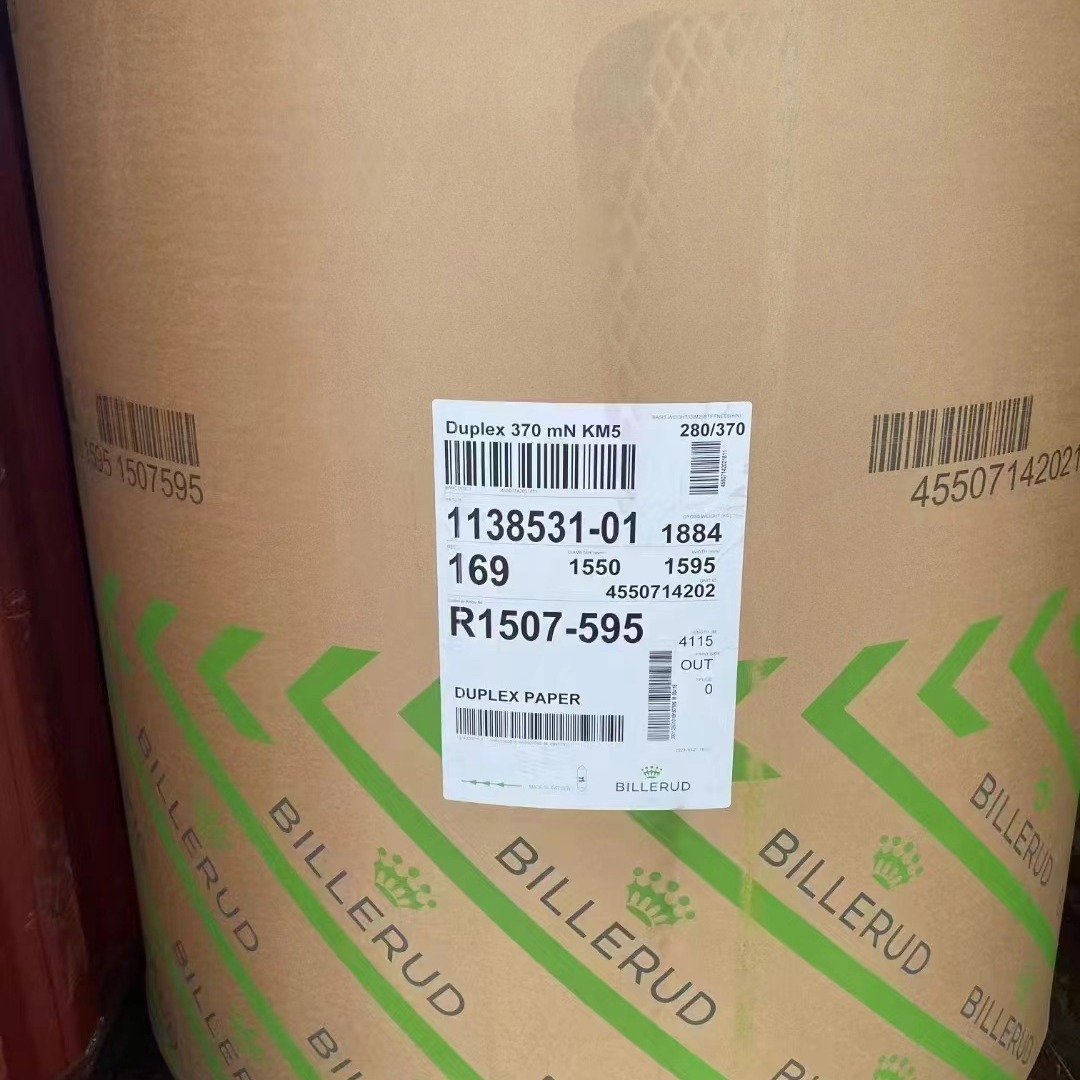 Duplex 370 mN KM5
280/370
1138531-01
1884
169
1550
1595
4550714202
R1507-595
4115
OUT
0
DUPLEX PAPER
BILLERUD
1507595
45507142021
BILLERUD
BILLERUD
BILLERUD
BILLERUD
BILLERUD
BILLERUD